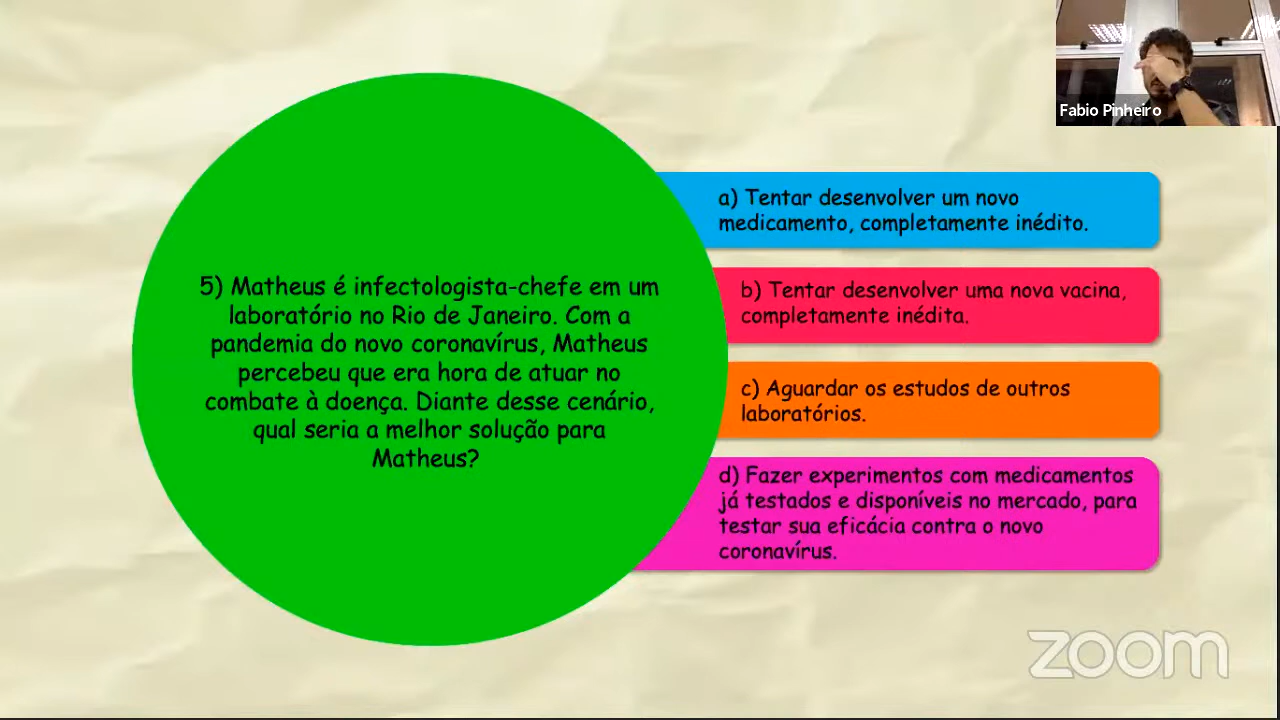 Fabio Pinheiro
5) Matheus é infectologista-chefe em um
laboratório no Rio de Janeiro. Com a
pandemia do novo coronavírus, Matheus
percebeu que era hora de atuar no
combate à doença. Diante desse cenário,
qual seria a melhor solução para
Matheus?
a) Tentar desenvolver um novo
medicamento, completamente inédito.
b) Tentar desenvolver uma nova vacina,
completamente inédita.
c) Aguardar os estudos de outros
laboratórios.
d) Fazer experimentos com medicamentos
já testados e disponíveis no mercado, para
testar sua eficácia contra o novo
coronavírus.
zoom